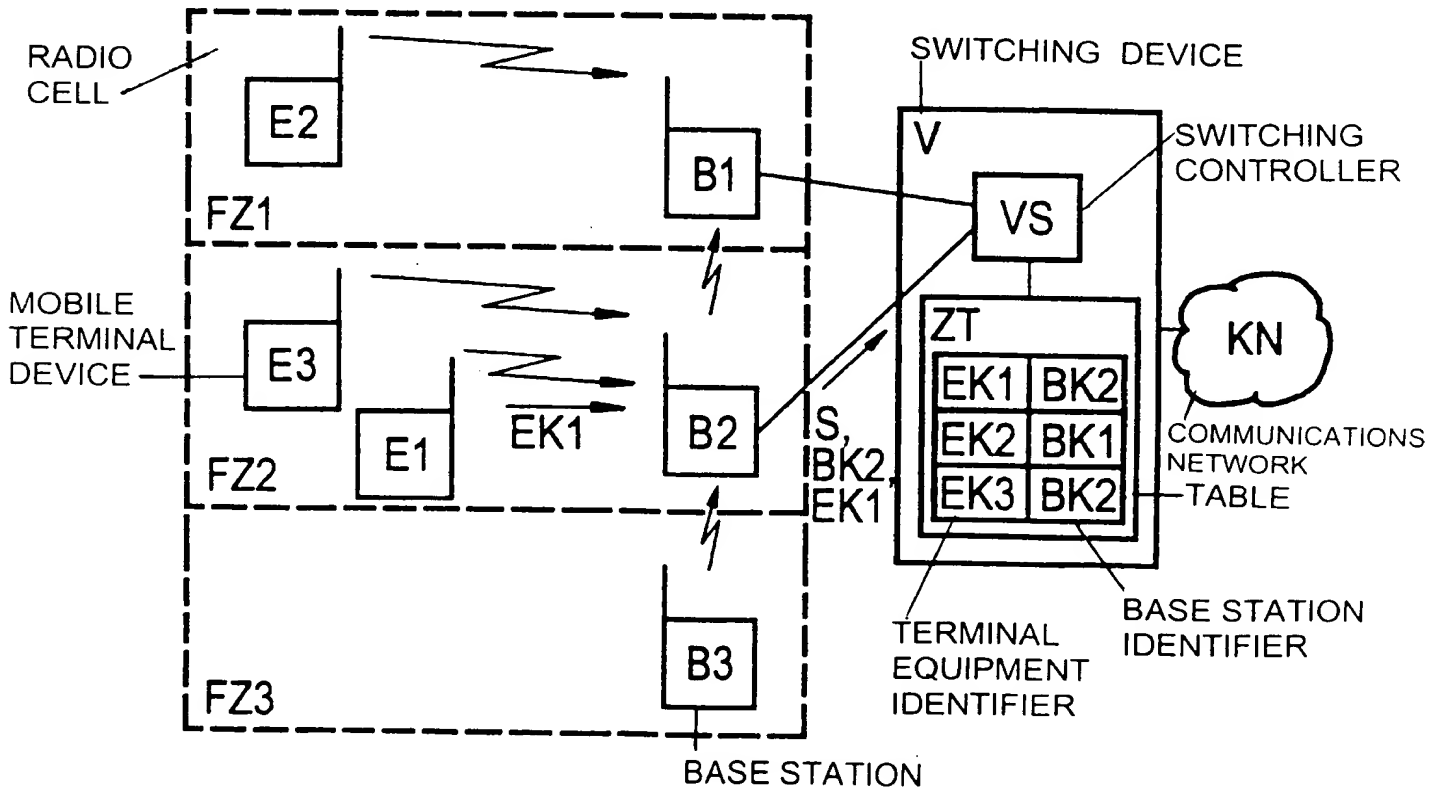 RADIO
CELL
E2
B1
FZ1
SWITCHING DEVICE
V
SWITCHING
CONTROLLER
VS
MOBILE
TERMINAL
DEVICE
E3
E1
EK1
B2
FZ2
S,
BK2
EK1
ZT
EK1 BK2
EK2 BK1
EK3 BK2
KN
COMMUNICATIONS
NETWORK
TABLE
B3
FZ3
BASE STATION
TERMINAL
EQUIPMENT
IDENTIFIER
BASE STATION
IDENTIFIER